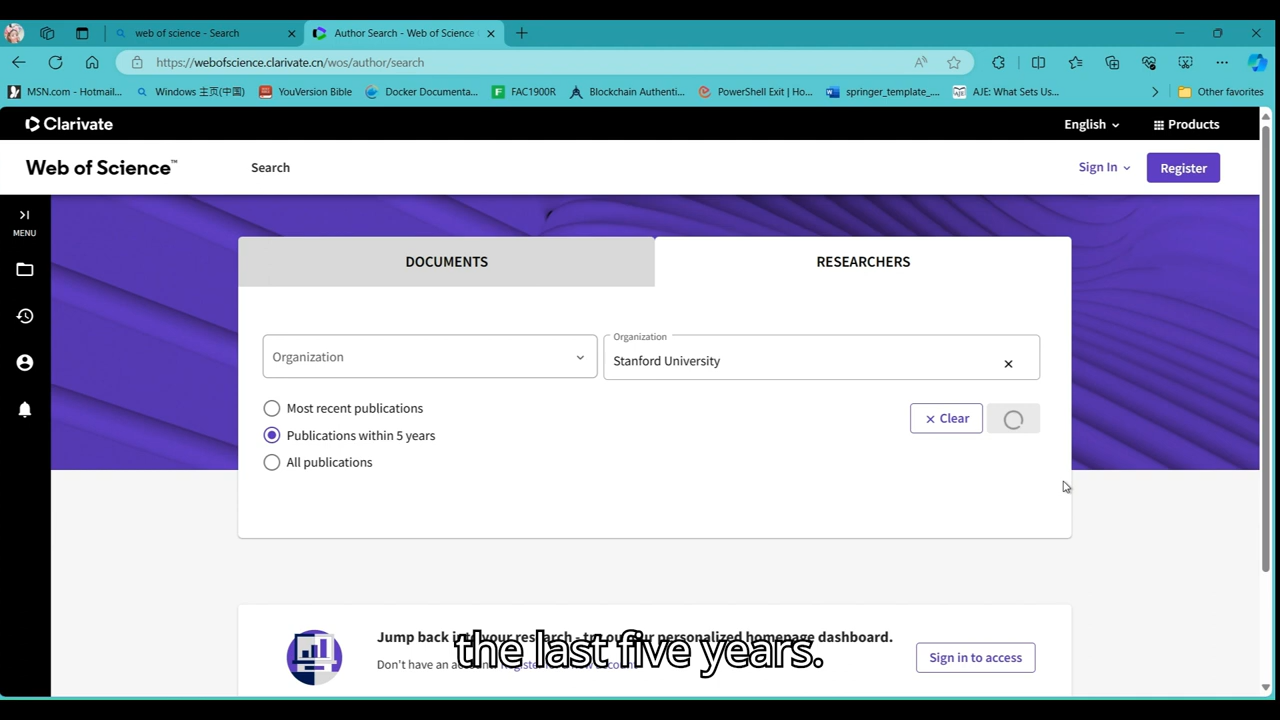 web of science - Search
Author Search - Web of Science
https://webofscience.clarivate.cn/wos/author/search
MSN.com - Hotmail...
Windows 主页(中国)
YouVersion Bible
Docker Documenta...
FAC1900R
Blockchain Authenti...
PowerShell Exit | Ho...
springer_template_...
AJE: What Sets Us...
Other favorites
Clarivate
English
Products
Web of Science™
Search
Sign In
Register
MENU
DOCUMENTS
RESEARCHERS
Organization
Organization
Stanford University
Most recent publications
Publications within 5 years
All publications
Clear
Jump back into your research - try our personalized homepage dashboard.
Don't have an
Sign in to access
the last five years.